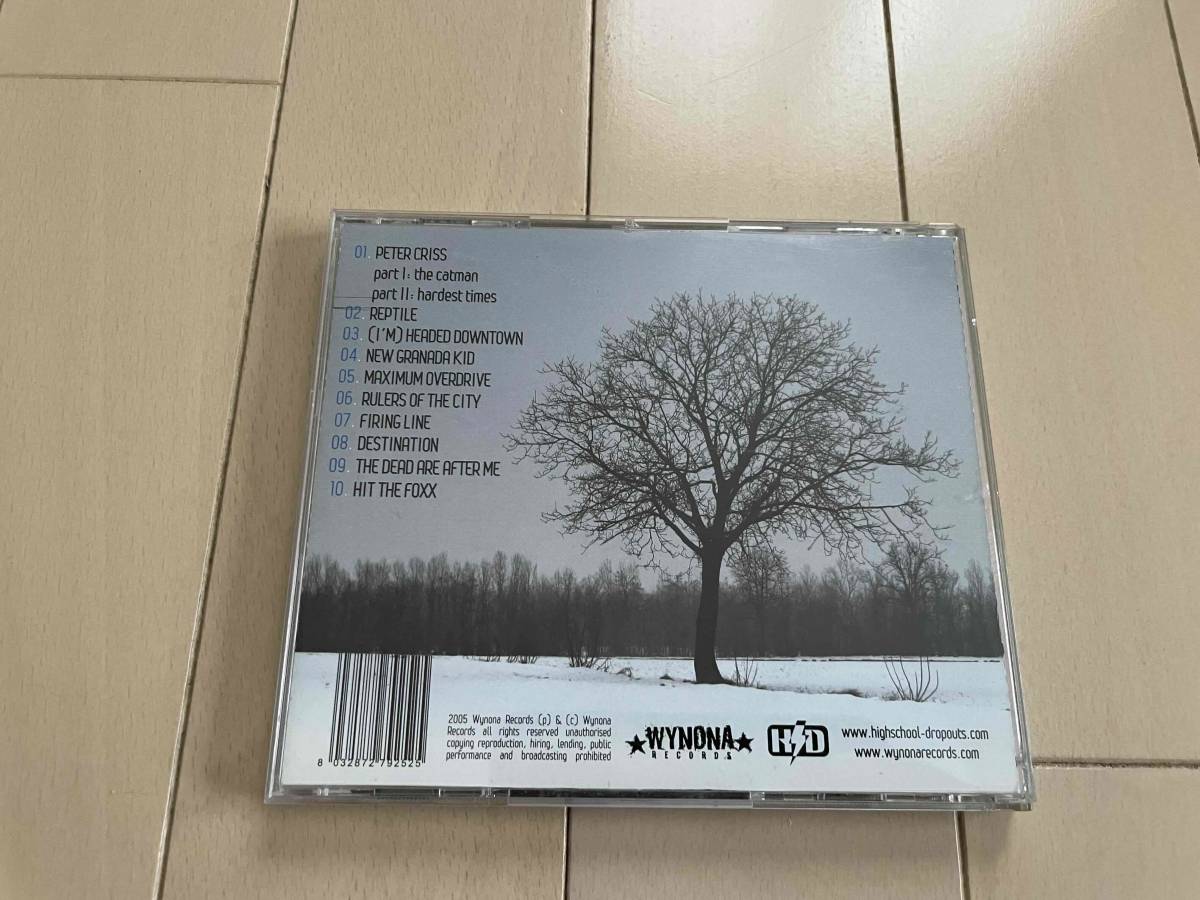 01. PETER CRISS
part I: the catman
part II: hardest times
02. REPTILE
03. (I'M) HEADED DOWNTOWN
04. NEW GRANADA KID
05. MAXIMUM OVERDRIVE
06. RULERS OF THE CITY
07. FIRING LINE
08. DESTINATION
09. THE DEAD ARE AFTER ME
10. HIT THE FOXX
8 032872 792525
2005 Wynona Records (p) & (c) Wynona
Records all rights reserved unauthorised
copying reproduction, hiring, lending, public
performance and broadcasting prohibited
WYNONA
RECORDS
HD
www.highschool-dropouts.com
www.wynonarecords.com